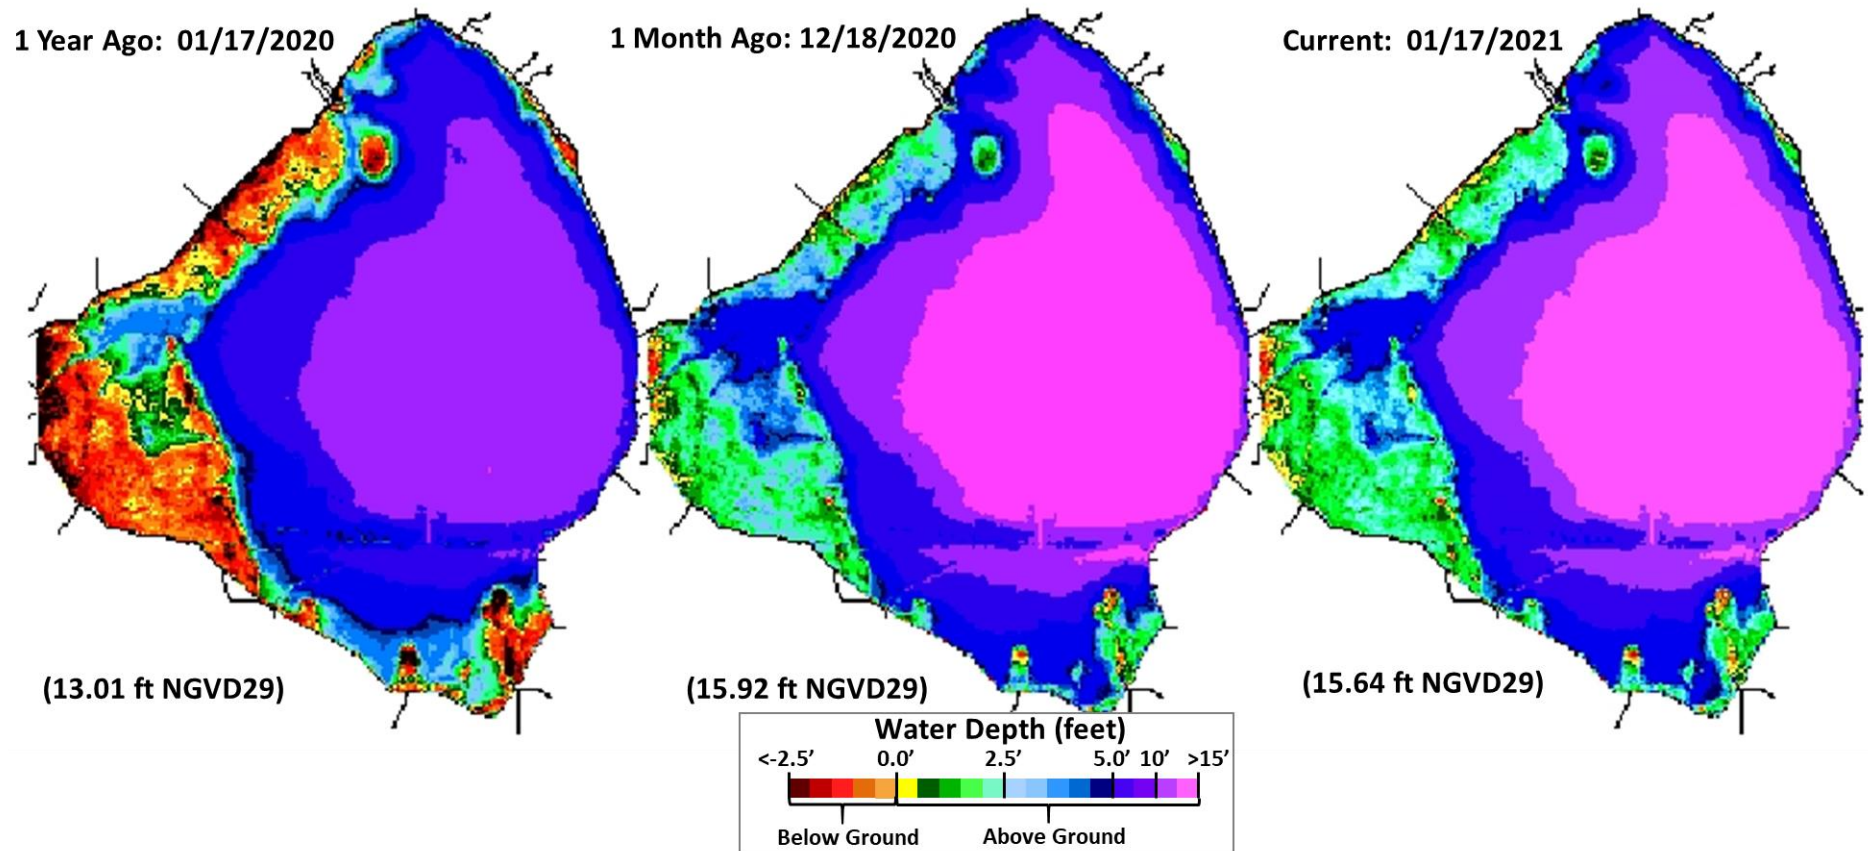 1 Year Ago: 01/17/2020
1 Month Ago: 12/18/2020
Current: 01/17/2021
(13.01 ft NGVD29)
(15.92 ft NGVD29)
(15.64 ft NGVD29)
Water Depth (feet)
<-2.5’ 0.0’ 2.5’ 5.0’ 10’ >15’
Below Ground Above Ground